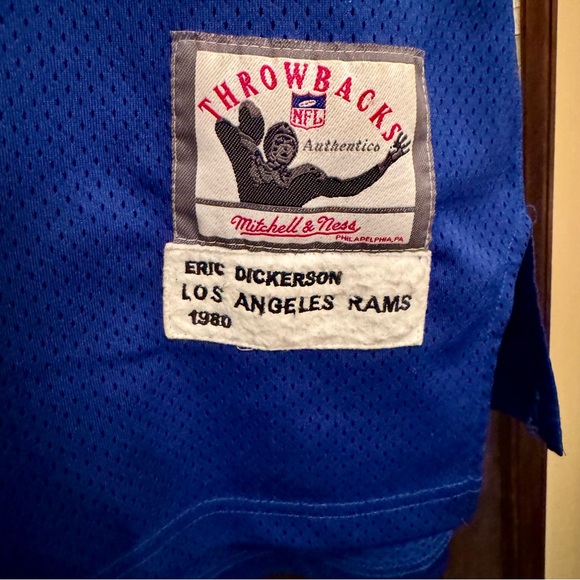 THROWBACKS
NFL
Authentics
Mitchell & Ness
PHILADELPHIA, PA
ERIC DICKERSON
LOS ANGELES RAMS
1980